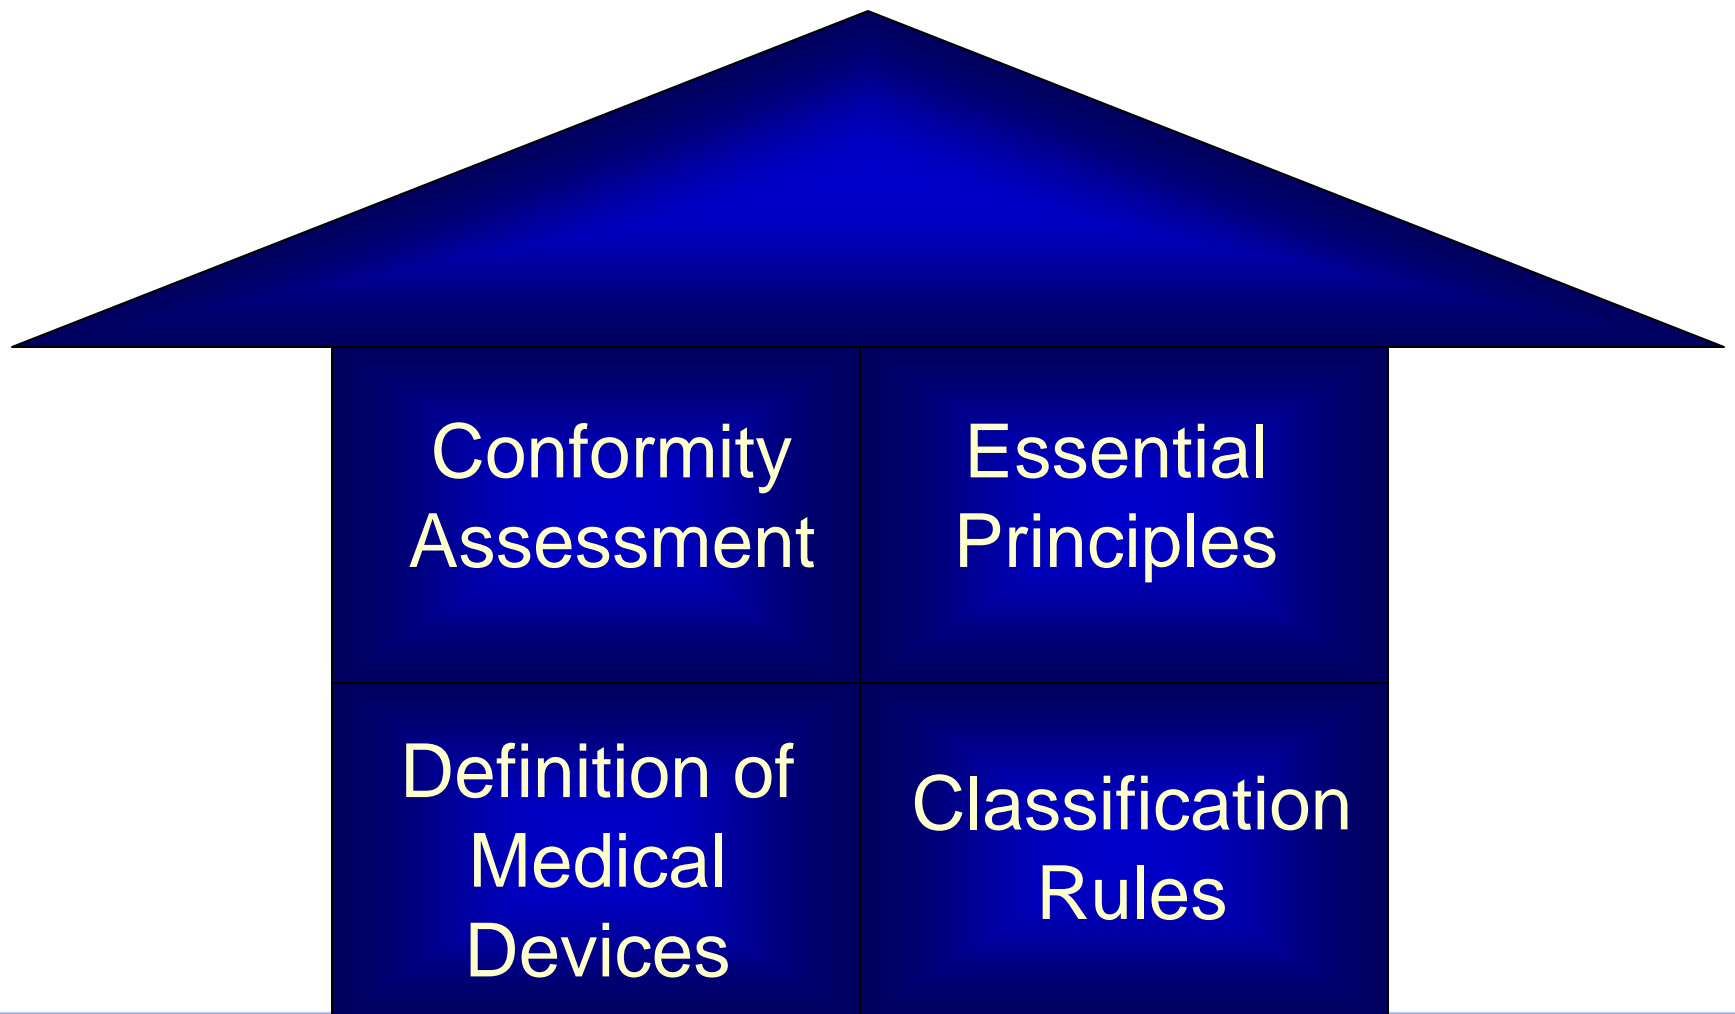 Conformity
Assessment
Essential
Principles
Definition of
Medical
Devices
Classification
Rules